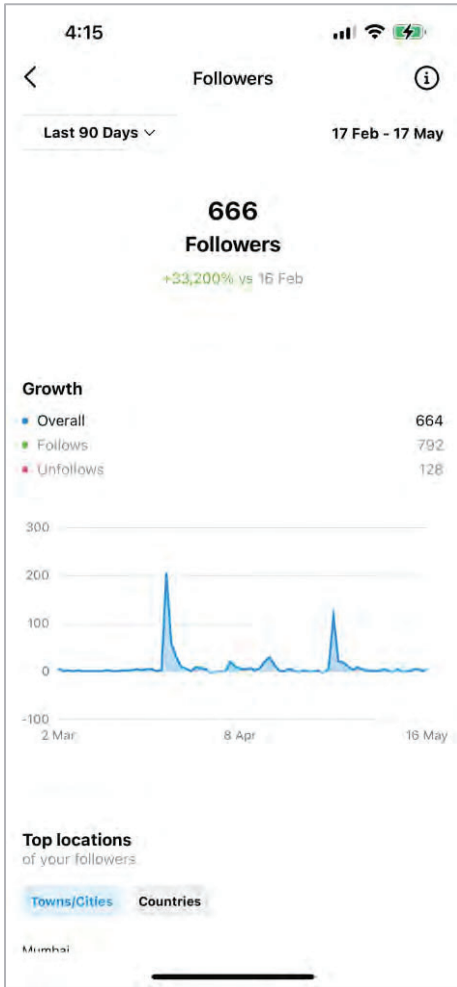 4:15
Followers
Last 90 Days 17 Feb - 17 May
666
Followers
+33,200% vs 16 Feb
Growth
Overall 664
Follows 792
Unfollows 128
300
200
100
0
-100
2 Mar 8 Apr 16 May
Top locations
of your followers
Towns/Cities Countries
Mumbai